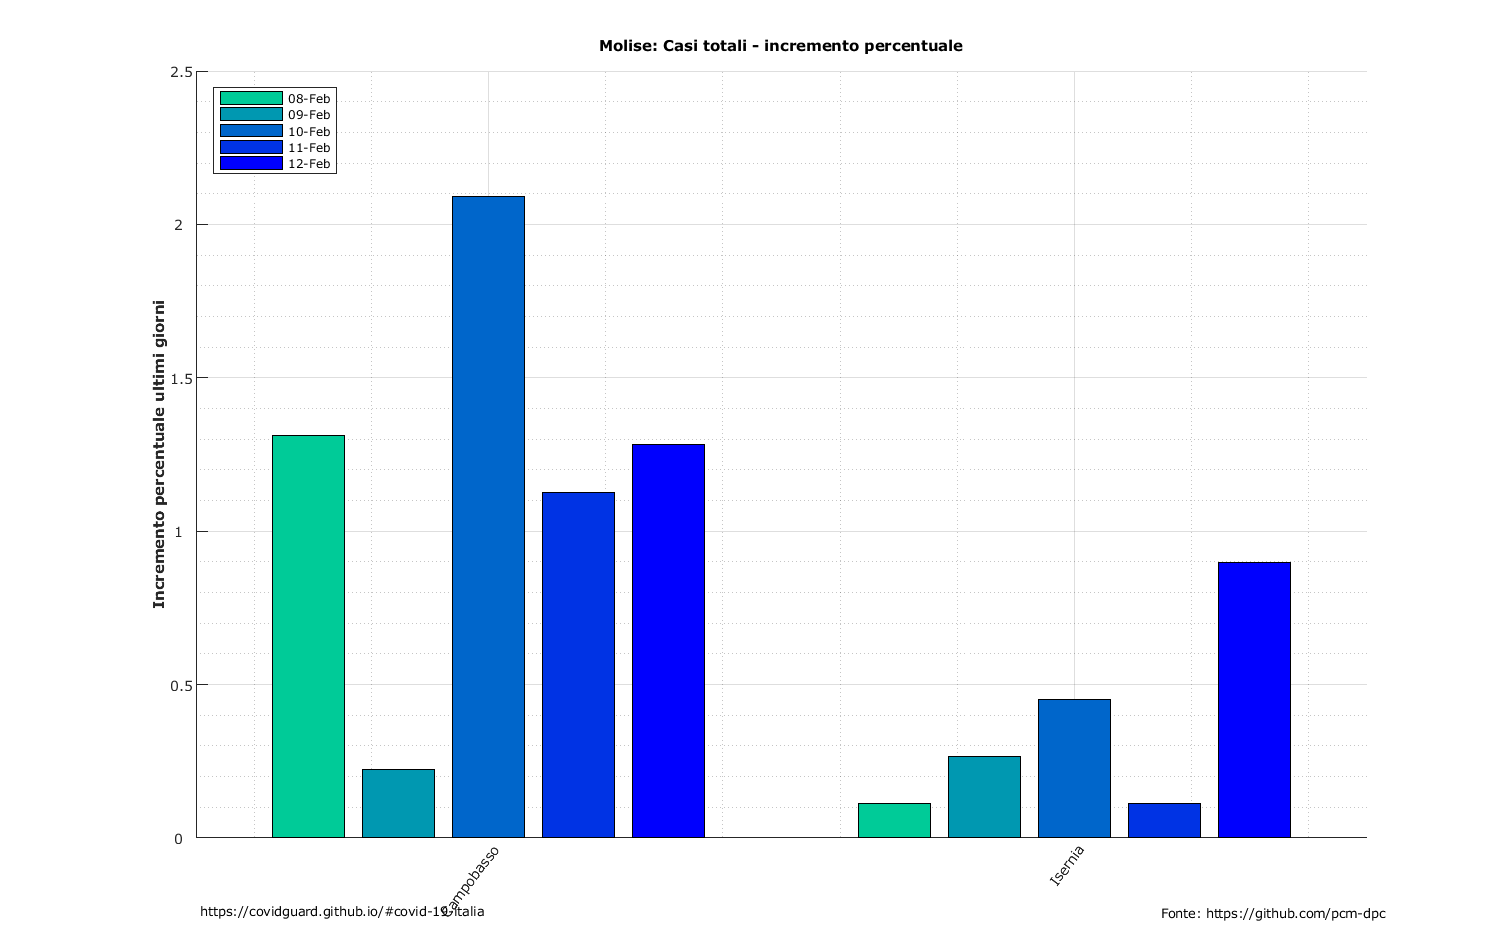 Molise: Casi totali - incremento percentuale
2.5
2
1.5
1
0.5
0
Incremento percentuale ultimi giorni
08-Feb
09-Feb
10-Feb
11-Feb
12-Feb
Campobasso
Isernia
https://covidguard.github.io/#covid-19-italia
Fonte: https://github.com/pcm-dpc